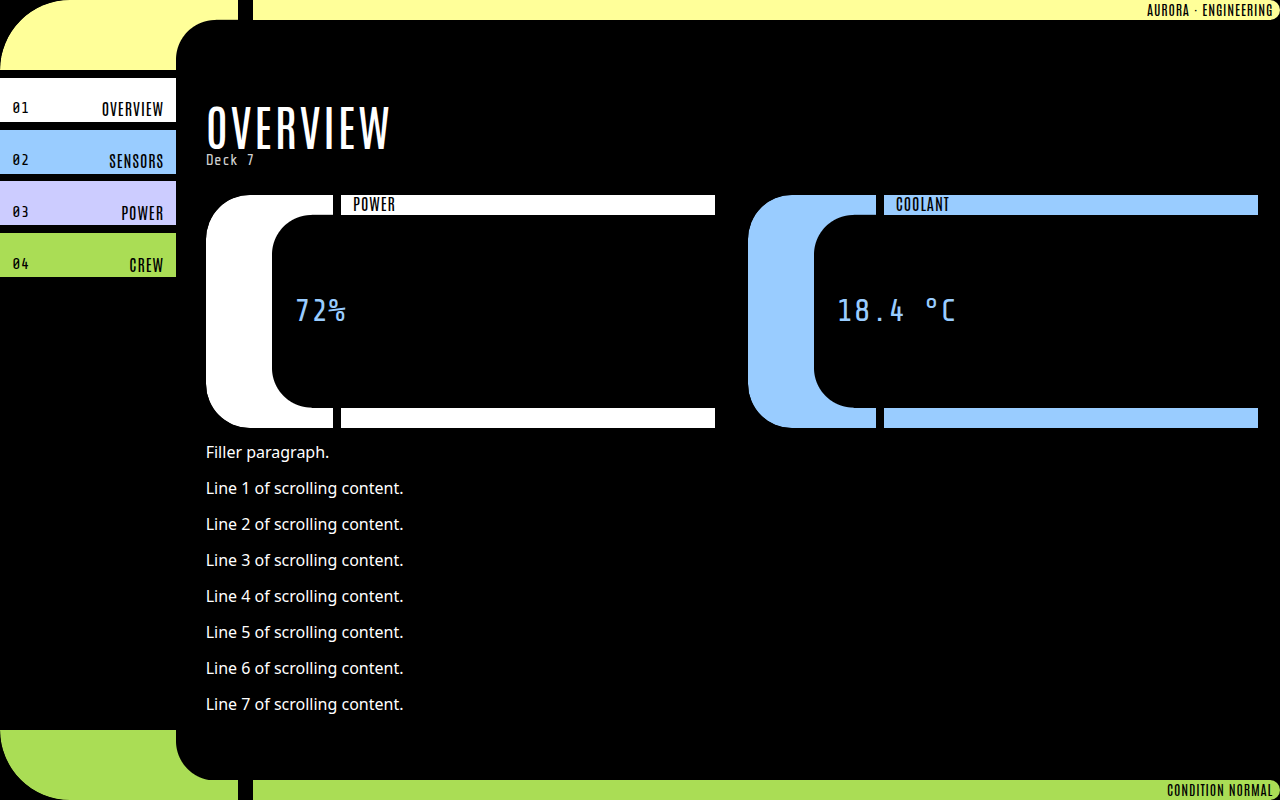 AURORA · ENGINEERING
01 OVERVIEW
02 SENSORS
03 POWER
04 CREW
OVERVIEW
Deck 7
POWER
72%
COOLANT
18.4 °C
Filler paragraph.
Line 1 of scrolling content.
Line 2 of scrolling content.
Line 3 of scrolling content.
Line 4 of scrolling content.
Line 5 of scrolling content.
Line 6 of scrolling content.
Line 7 of scrolling content.
CONDITION NORMAL